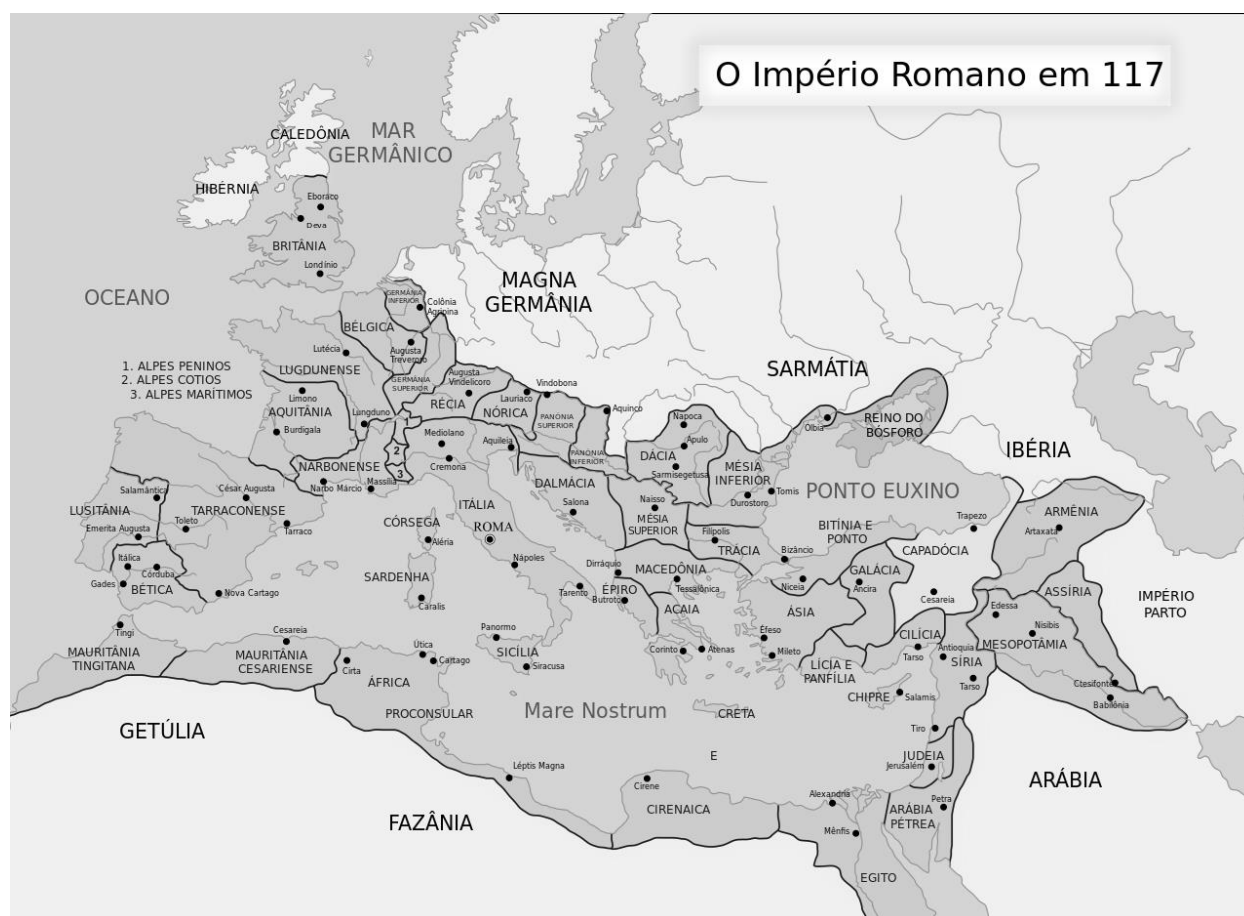 O Império Romano em 117
CALEDÔNIA
MAR
GERMÂNICO
HIBÉRNIA
Eboraco
Deva
BRITÂNIA
Londínio
OCEANO
MAGNA
GERMÂNIA
GERMÂNIA
INFERIOR
Colônia
Agripina
BÉLGICA
Lutécia
Augusta
Treveroro
LUGDUNENSE
1. ALPES PENINOS
2. ALPES COTIOS
3. ALPES MARÍTIMOS
GERMÂNIA
SUPERIOR
Augusta
Vindelicoro
Vindobona
Lauriaco
RÉCIA
NÓRICA
PANÓNIA
SUPERIOR
Aquinco
PANÓNIA
INFERIOR
SARMÁTIA
Limono
AQUITÂNIA
Burdigala
Lungduno
1
2
3
Mediolano
Cremona
Aquileia
NARBONENSE
Narbo Márcio
Massília
Napoca
Apulo
DÁCIA
Sarmisegetusa
MÉSIA
INFERIOR
Durostoro
Tomis
Olbia
REINO DO
BÓSFORO
IBÉRIA
PONTO EUXINO
DALMÁCIA
Salona
Naisso
MÉSIA
SUPERIOR
Salamântica
César Augusta
LUSITÂNIA
TARRACONENSE
Toleto
Tarraco
Emerita Augusta
Itálica
Córduba
Gades
BÉTICA
Nova Cartago
ITÁLIA
CÓRSEGA
Aléria
ROMA
Nápoles
SARDENHA
Caralis
Tarento
Filípolis
TRÁCIA
Bizâncio
BITÍNIA E
PONTO
Trapezo
ARMÊNIA
Artaxata
CAPADÓCIA
GALÁCIA
Ancira
Cesareia
Niceia
Dirráquio
MACEDÔNIA
Tessalônica
ÉPIRO
Butroto
ACAIA
Corinto
Atenas
ÁSIA
Éfeso
Mileto
ASSÍRIA
IMPÉRIO
PARTO
Edessa
Nisibis
MESOPOTÂMIA
Ctesifonte
Babilônia
CILÍCIA
Tarso
Antioquia
SÍRIA
Tarso
LÍCIA E
PANFÍLIA
CHIPRE
Salamis
Tingi
MAURITÂNIA
TINGITANA
Cesareia
MAURITÂNIA
CESARIENSE
Cirta
Útica
Cartago
ÁFRICA
PROCONSULAR
Panormo
SICÍLIA
Siracusa
Mare Nostrum
CRETA
E
Tiro
JUDEIA
Jerusalém
GETÚLIA
FAZÂNIA
ARÁBIA
Léptis Magna
Cirene
CIRENAICA
Alexandria
Mênfis
ARÁBIA
PÉTREA
Petra
EGITO